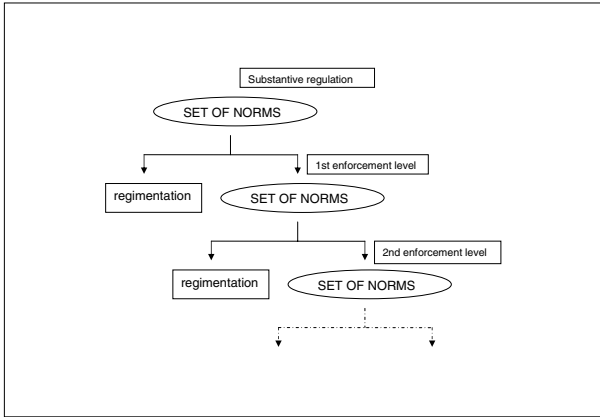 Substantive regulation
SET OF NORMS
1st enforcement level
regimentation
SET OF NORMS
2nd enforcement level
regimentation
SET OF NORMS